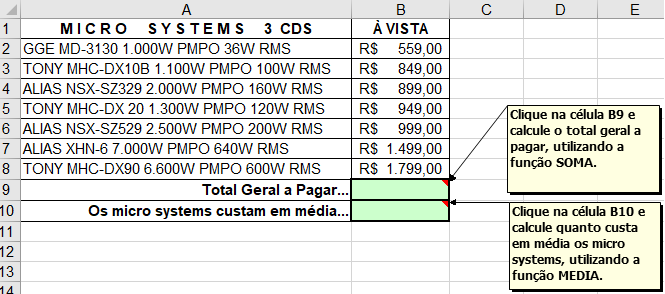 A B C D E
1 MICRO SYSTEMS 3 CDS À VISTA
2 GGE MD-3130 1.000W PMPO 36W RMS R$ 559,00
3 TONY MHC-DX10B 1.100W PMPO 100W RMS R$ 849,00
4 ALIAS NSX-SZ329 2.000W PMPO 160W RMS R$ 899,00
5 TONY MHC-DX 20 1.300W PMPO 120W RMS R$ 949,00
6 ALIAS NSX-SZ529 2.500W PMPO 200W RMS R$ 999,00
7 ALIAS XHN-6 7.000W PMPO 640W RMS R$ 1.499,00
8 TONY MHC-DX90 6.600W PMPO 600W RMS R$ 1.799,00
9 Total Geral a Pagar...
10 Os micro systems custam em média...
11
12
13
14
Clique na célula B9 e
calcule o total geral a
pagar, utilizando a
função SOMA.
Clique na célula B10 e
calcule quanto custa
em média os micro
systems, utilizando a
função MEDIA.